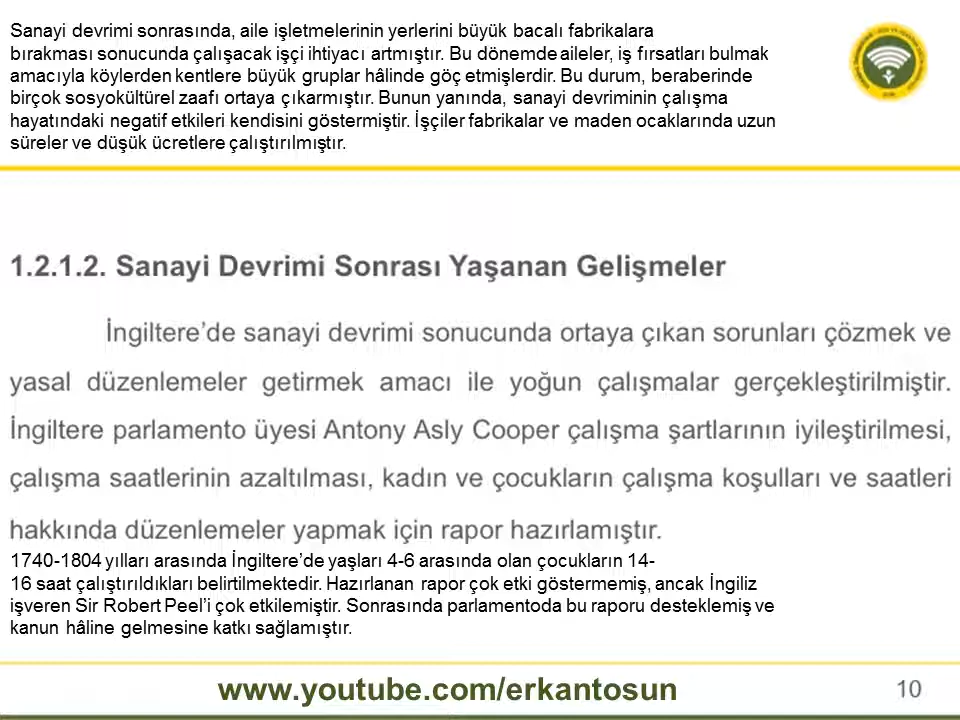 Sanayi devrimi sonrasında, aile işletmelerinin yerlerini büyük bacalı fabrikalara
bırakması sonucunda çalışacak işçi ihtiyacı artmıştır. Bu dönemde aileler, iş fırsatları bulmak
amacıyla köylerden kentlere büyük gruplar hâlinde göç etmişlerdir. Bu durum, beraberinde
birçok sosyokültürel zaafı ortaya çıkarmıştır. Bunun yanında, sanayi devriminin çalışma
hayatındaki negatif etkileri kendisini göstermiştir. İşçiler fabrikalar ve maden ocaklarında uzun
süreler ve düşük ücretlere çalıştırılmıştır.
1.2.1.2. Sanayi Devrimi Sonrası Yaşanan Gelişmeler
İngiltere'de sanayi devrimi sonucunda ortaya çıkan sorunları çözmek ve
yasal düzenlemeler getirmek amacı ile yoğun çalışmalar gerçekleştirilmiştir.
İngiltere parlamento üyesi Antony Asly Cooper çalışma şartlarının iyileştirilmesi,
çalışma saatlerinin azaltılması, kadın ve çocukların çalışma koşulları ve saatleri
hakkında düzenlemeler yapmak için rapor hazırlamıştır.
1740-1804 yılları arasında İngiltere'de yaşları 4-6 arasında olan çocukların 14-
16 saat çalıştırıldıkları belirtilmektedir. Hazırlanan rapor çok etki göstermemiş, ancak İngiliz
işveren Sir Robert Peel'i çok etkilemiştir. Sonrasında parlamentoda bu raporu desteklemiş ve
kanun hâline gelmesine katkı sağlamıştır.
www.youtube.com/erkantosun
10